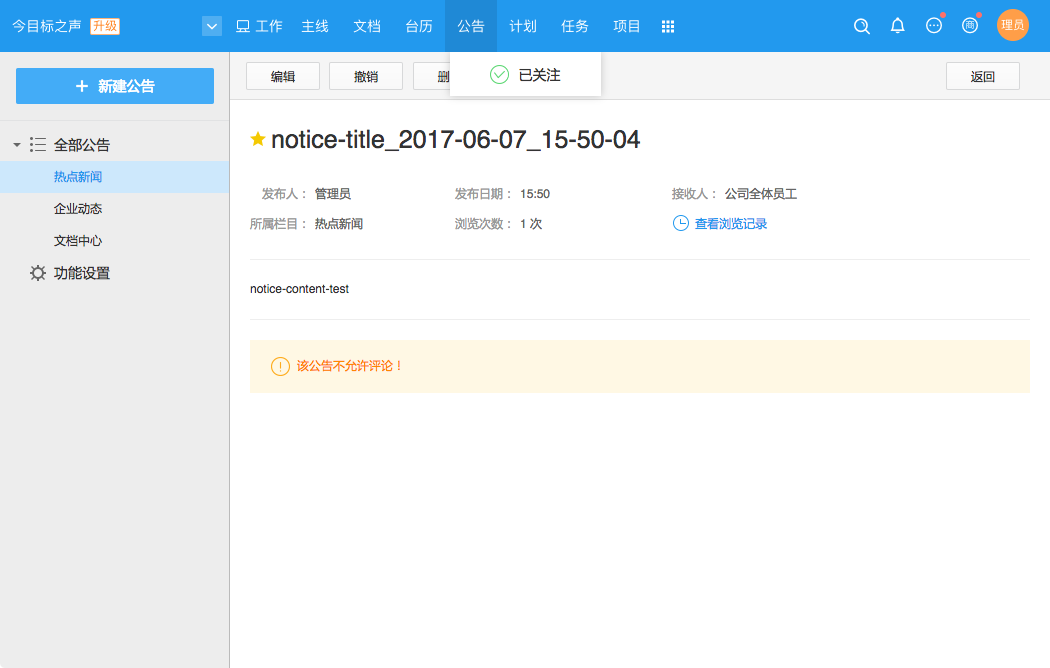 今目标之声 升级 工作 主线 文档 台历 公告 计划 任务 项目 商 理员
新建公告
编辑 撤销 删 已关注 返回
全部公告
热点新闻
企业动态
文档中心
功能设置
notice-title_2017-06-07_15-50-04
发布人： 管理员 发布日期： 15:50 接收人： 公司全体员工
所属栏目： 热点新闻 浏览次数： 1 次 查看浏览记录
notice-content-test
该公告不允许评论！